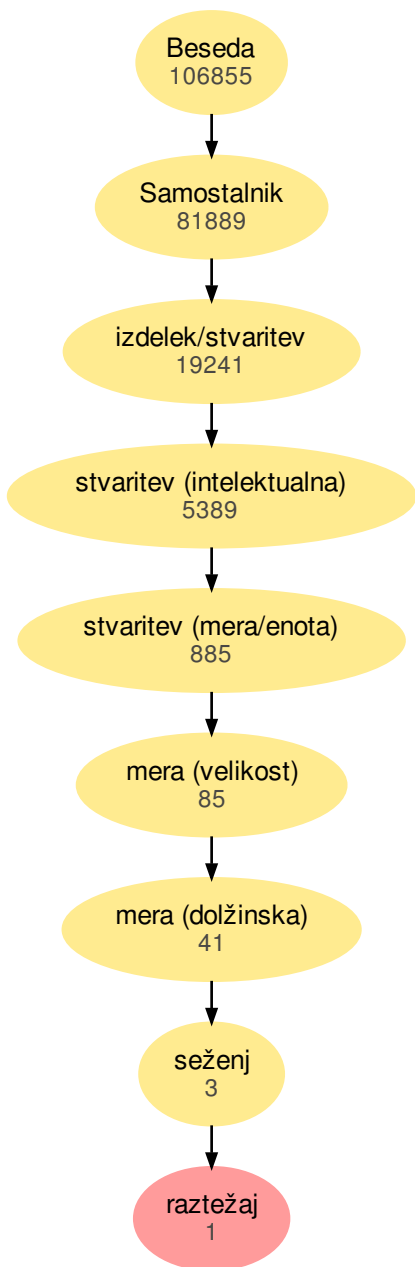 Beseda
106855
Samostalnik
81889
izdelek/stvaritev
19241
stvaritev (intelektualna)
5389
stvaritev (mera/enota)
885
mera (velikost)
85
mera (dolžinska)
41
seženj
3
raztežaj
1